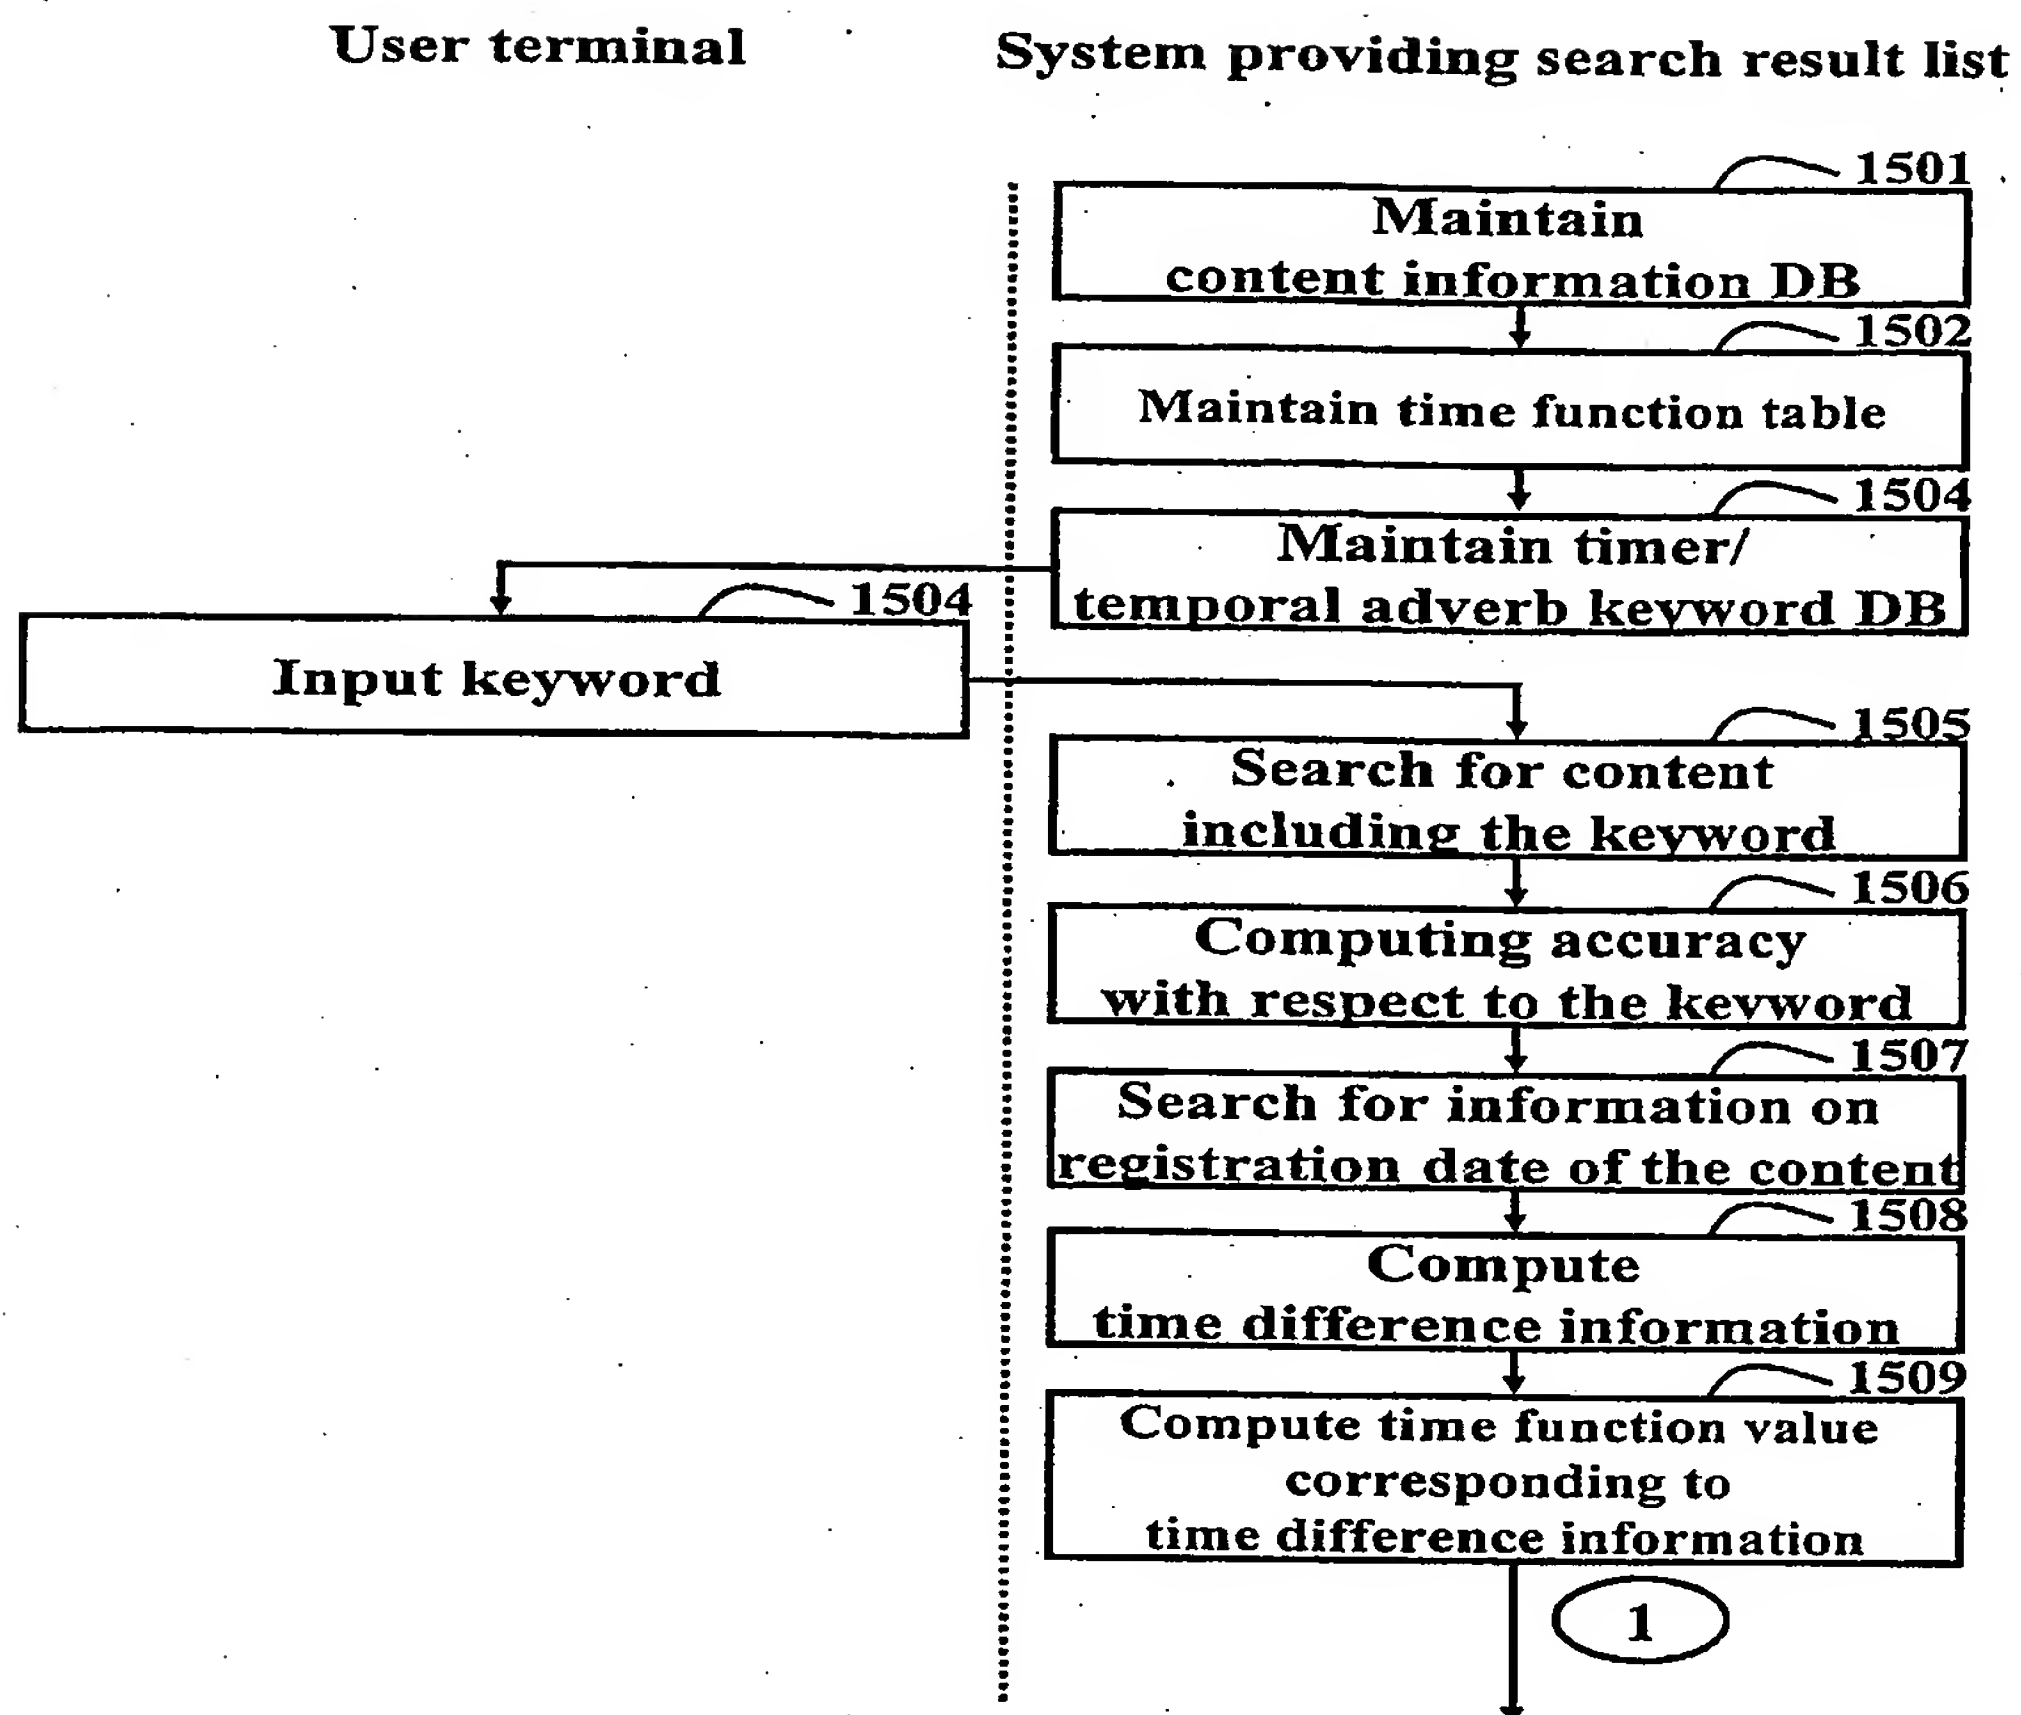 User terminal
System providing search result list
1501
Maintain
content information DB
1502
Maintain time function table
1504
Maintain timer/
temporal adverb keyword DB
1504
Input keyword
1505
Search for content
including the keyword
1506
Computing accuracy
with respect to the keyword
1507
Search for information on
registration date of the content
1508
Compute
time difference information
1509
Compute time function value
corresponding to
time difference information
1